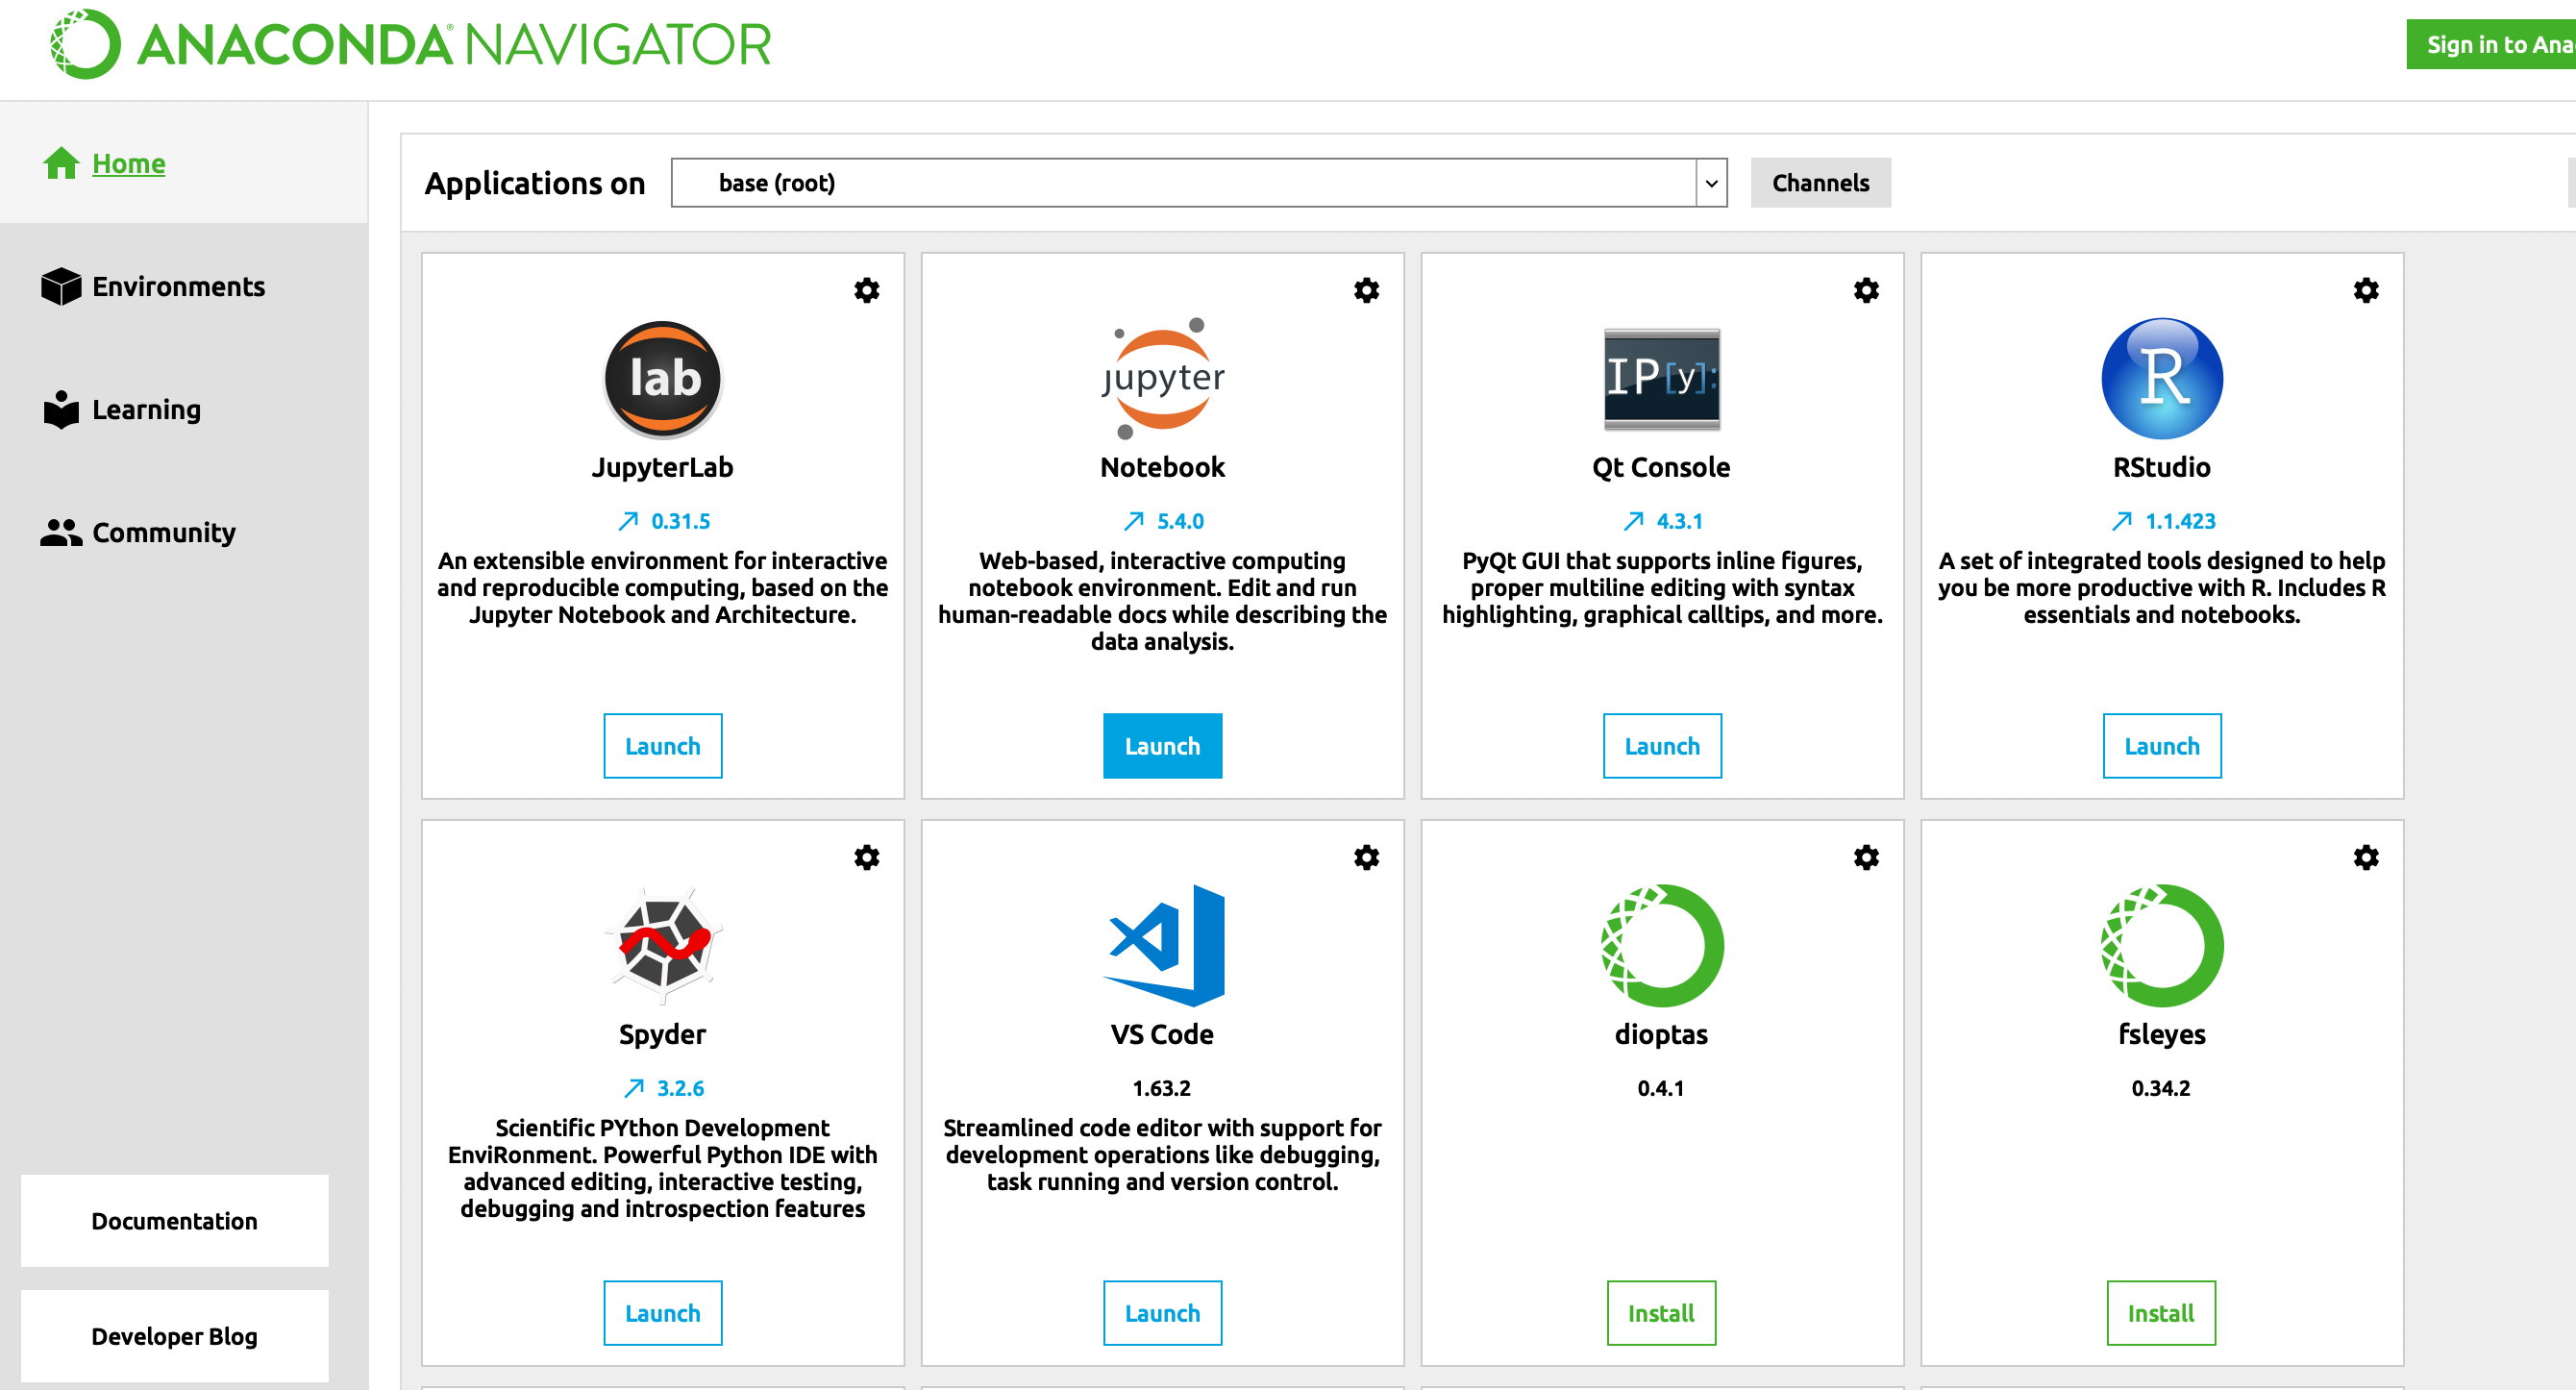 ANACONDA® NAVIGATOR
Sign in to Ana
Home
Environments
Learning
Community
Documentation
Developer Blog
Applications on
base (root)
Channels
lab
JupyterLab
0.31.5
An extensible environment for interactive
and reproducible computing, based on the
Jupyter Notebook and Architecture.
Launch
jupyter
Notebook
5.4.0
Web-based, interactive computing
notebook environment. Edit and run
human-readable docs while describing the
data analysis.
Launch
IP[y]:
Qt Console
4.3.1
PyQt GUI that supports inline figures,
proper multiline editing with syntax
highlighting, graphical calltips, and more.
Launch
R
RStudio
1.1.423
A set of integrated tools designed to help
you be more productive with R. Includes R
essentials and notebooks.
Launch
Spyder
3.2.6
Scientific PYthon Development
EnviRonment. Powerful Python IDE with
advanced editing, interactive testing,
debugging and introspection features
Launch
VS Code
1.63.2
Streamlined code editor with support for
development operations like debugging,
task running and version control.
Launch
dioptas
0.4.1
Install
fsleyes
0.34.2
Install